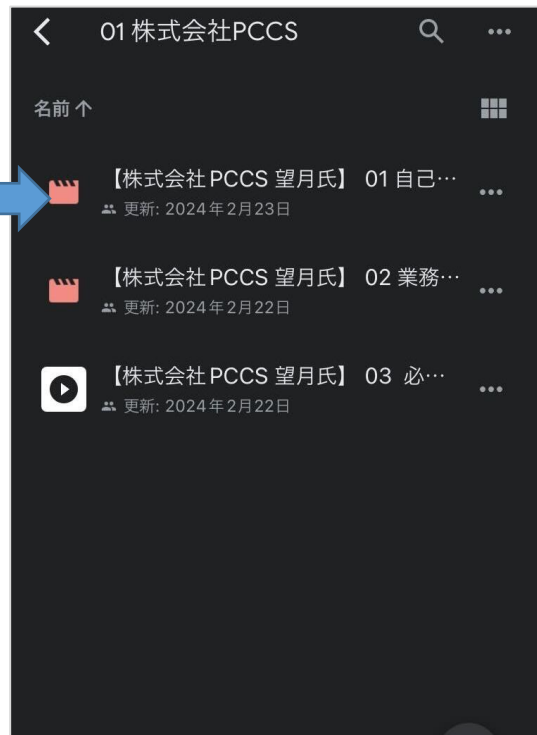 01 株式会社PCCS
名前 ↑
【株式会社PCCS 望月氏】 01 自己…
更新: 2024年2月23日
【株式会社PCCS 望月氏】 02 業務…
更新: 2024年2月22日
【株式会社PCCS 望月氏】 03 必…
更新: 2024年2月22日